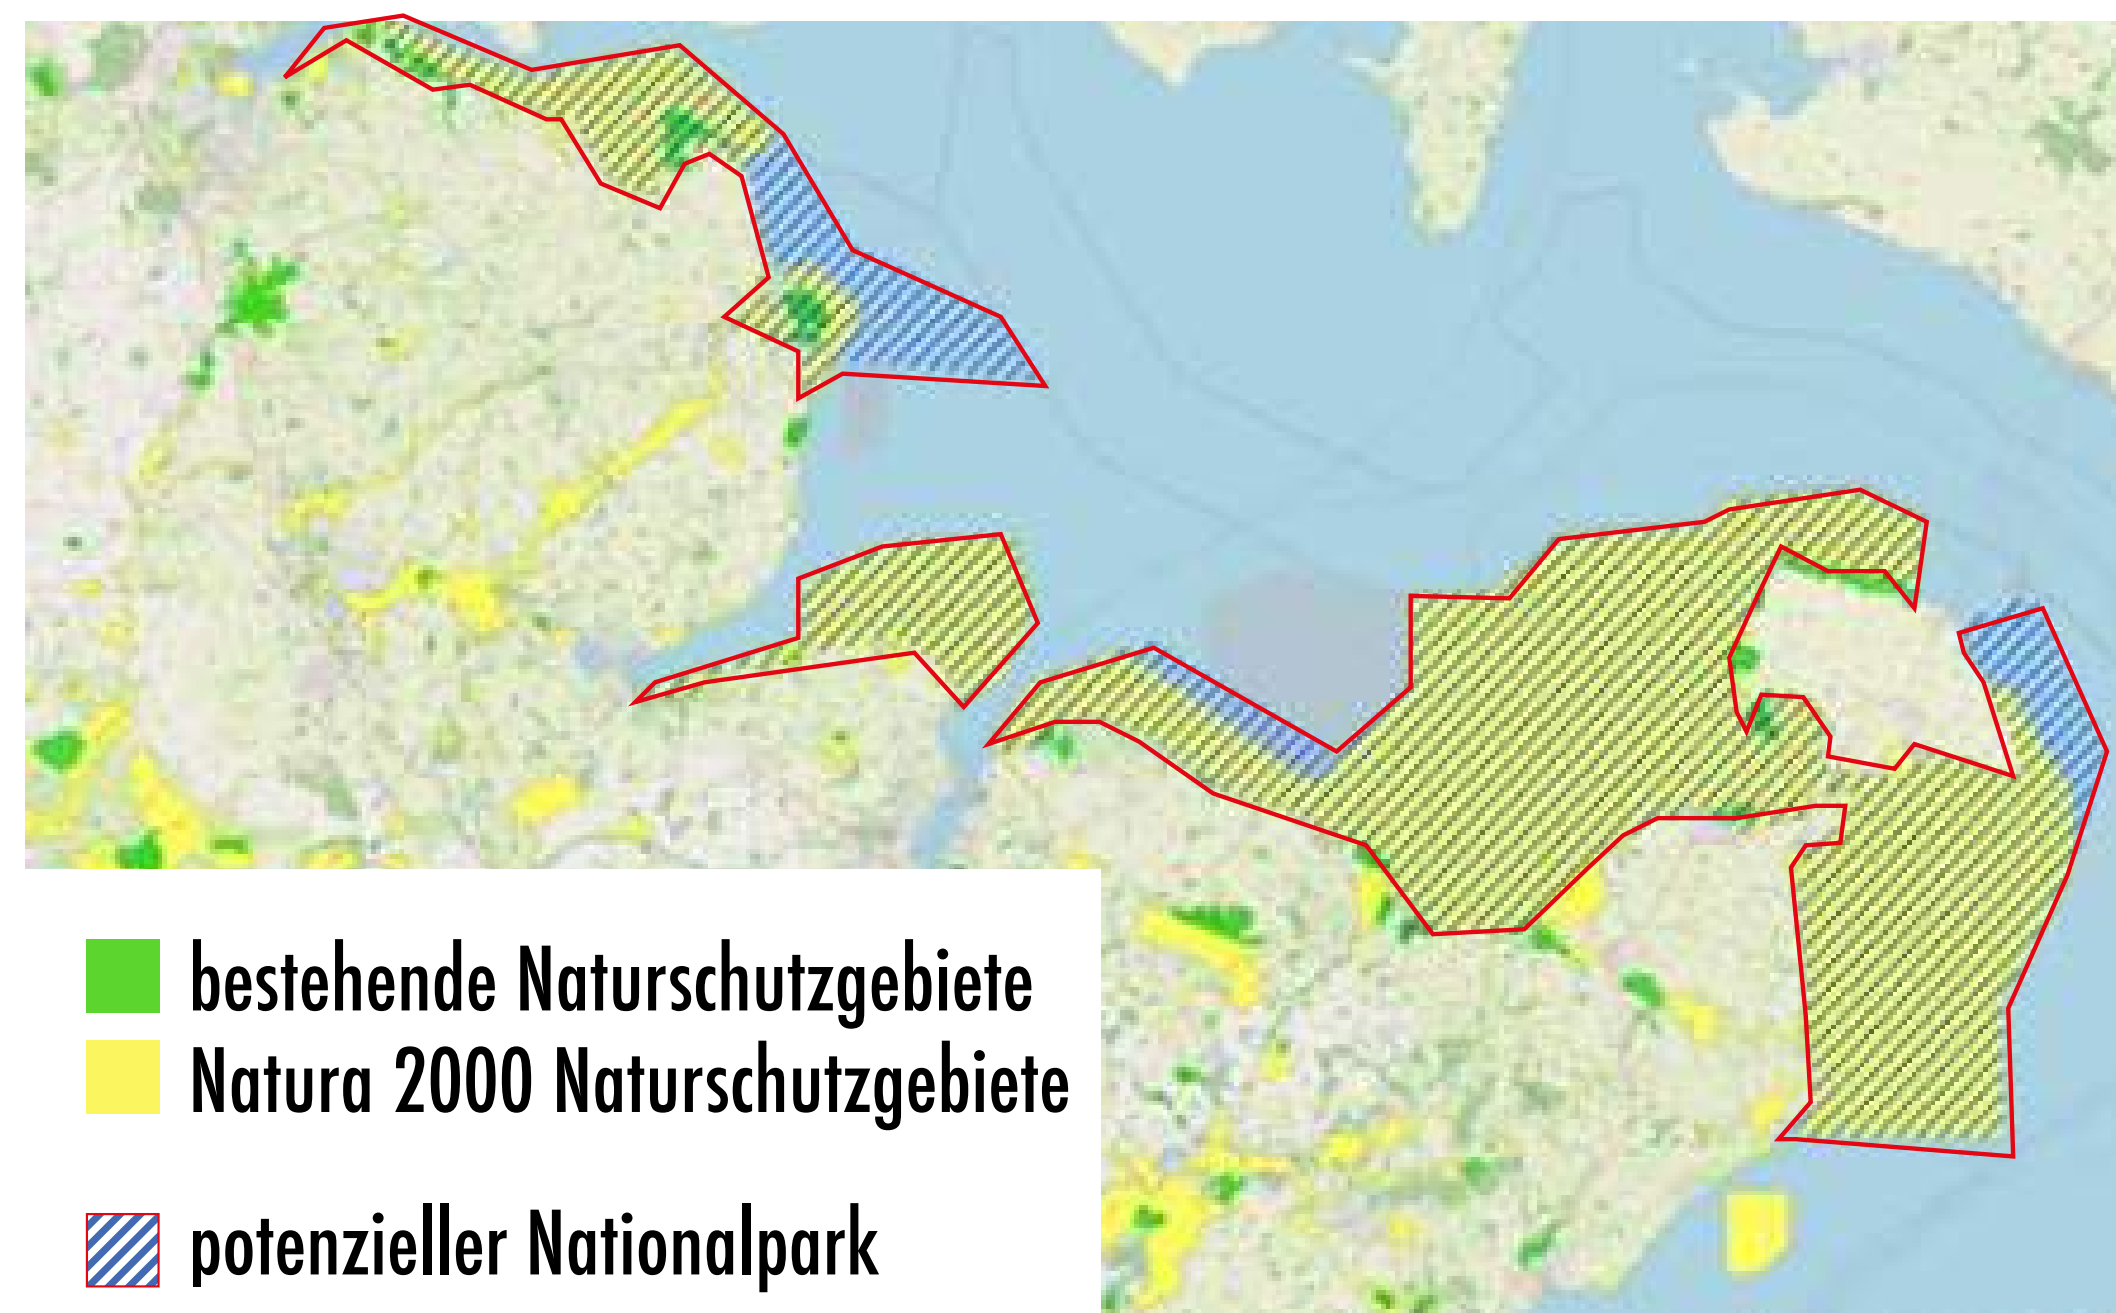 bestehende Naturschutzgebiete
Natura 2000 Naturschutzgebiete
potenzieller Nationalpark